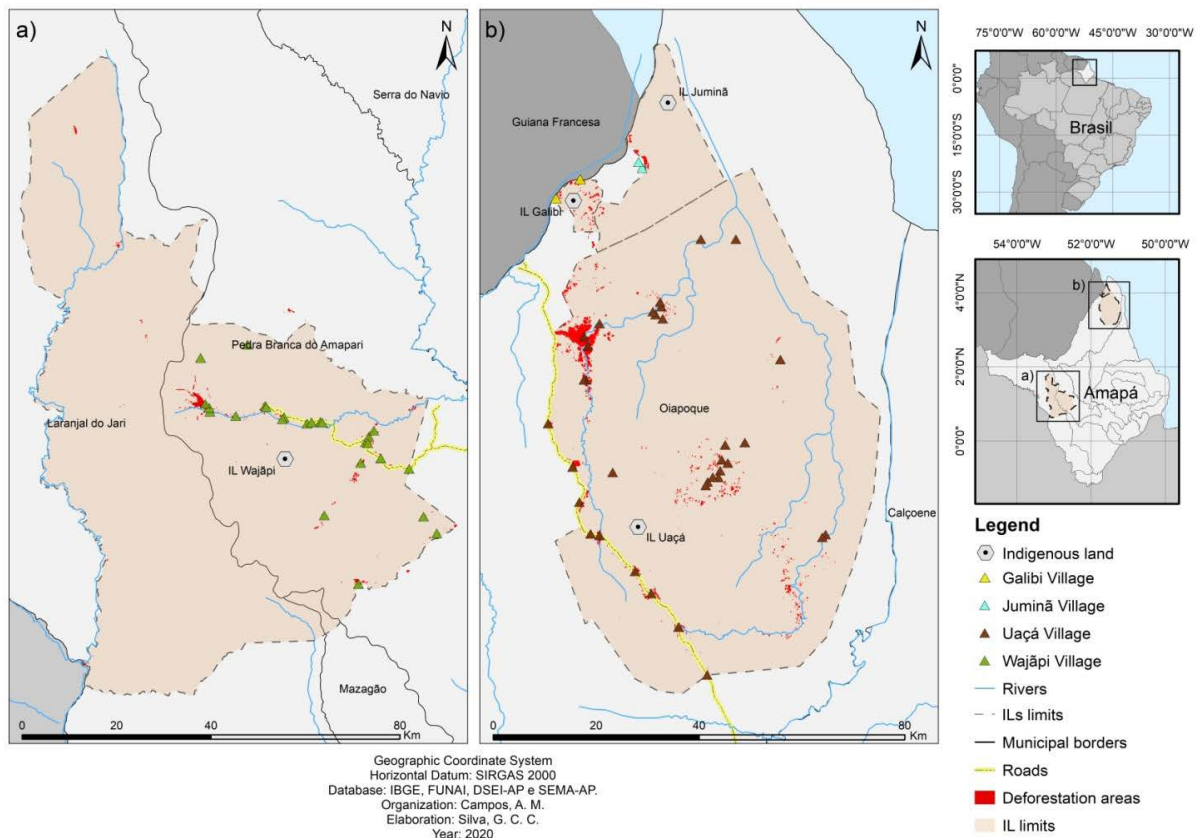 a)
N
Serra do Navio
Pedra Branca do Amapari
Laranjal do Jari
IL Wajãpi
Mazagão
0 20 40 80
Km
b)
N
IL Juminã
Guiana Francesa
IL Galibi
Oiapoque
Calçoene
IL Uaçá
0 20 40 80
Km
75°0'0"W 60°0'0"W 45°0'0"W 30°0'0"W
0°0'0"
15°0'0"S
30°0'0"S
Brasil
54°0'0"W 52°0'0"W 50°0'0"W
4°0'0"N
2°0'0"N
0°0'0"
b)
a)
Amapá
Legend
Indigenous land
Galibi Village
Juminã Village
Uaçá Village
Wajãpi Village
Rivers
ILs limits
Municipal borders
Roads
Deforestation areas
IL limits
Geographic Coordinate System
Horizontal Datum: SIRGAS 2000
Database: IBGE, FUNAI, DSEI-AP e SEMA-AP.
Organization: Campos, A. M.
Elaboration: Silva, G. C. C.
Year: 2020